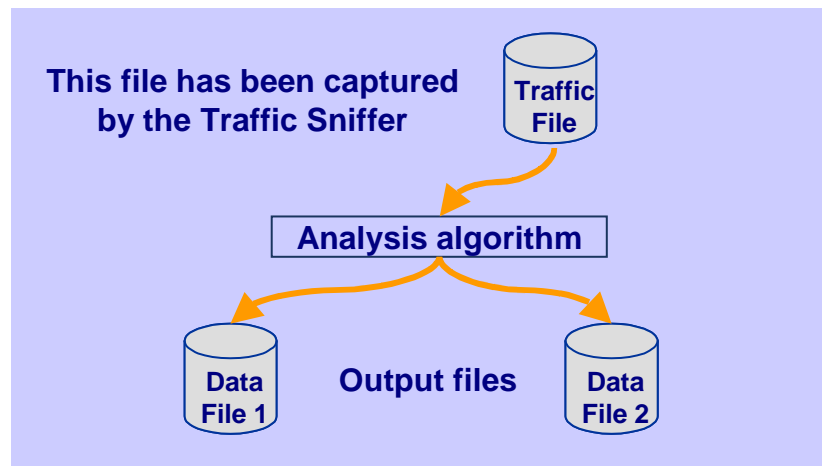 This file has been captured
by the Traffic Sniffer
Traffic
File
Analysis algorithm
Data
File 1
Output files
Data
File 2